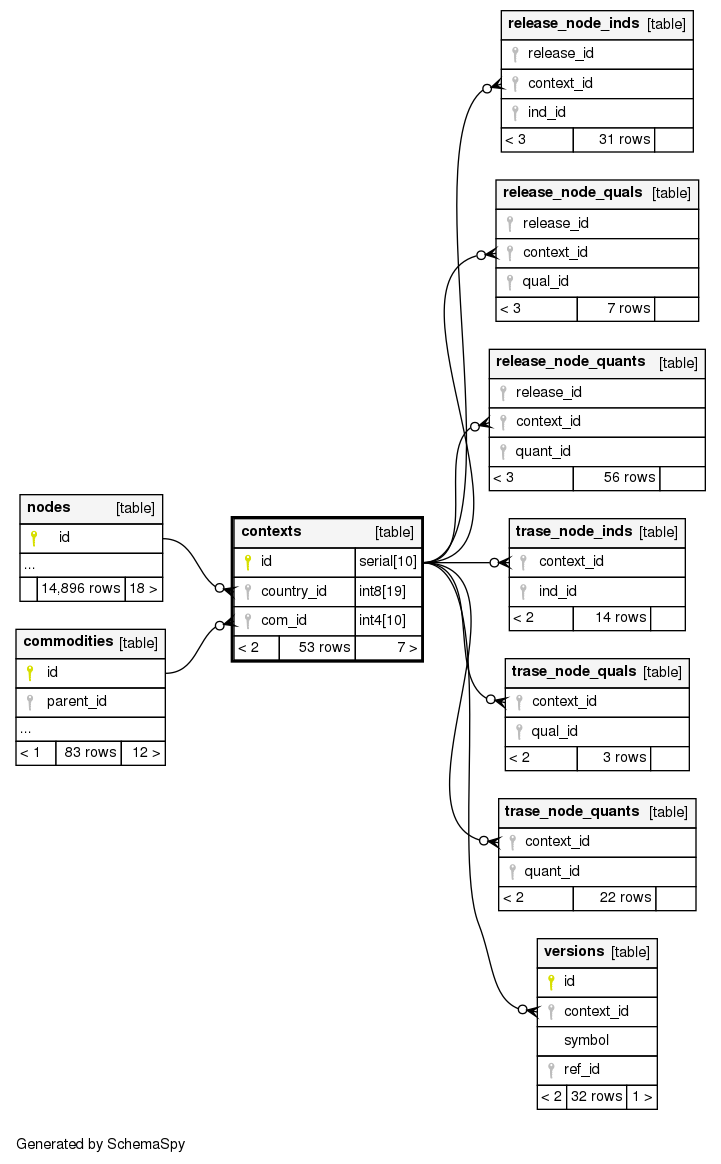 release_node_inds [table]
release_id
context_id
ind_id
< 3 31 rows
release_node_quals [table]
release_id
context_id
qual_id
< 3 7 rows
release_node_quants [table]
release_id
context_id
quant_id
< 3 56 rows
nodes [table]
id
...
14,896 rows 18 >
commodities [table]
id
parent_id
...
< 1 83 rows 12 >
contexts [table]
id serial[10]
country_id int8[19]
com_id int4[10]
< 2 53 rows 7 >
trase_node_inds [table]
context_id
ind_id
< 2 14 rows
trase_node_quals [table]
context_id
qual_id
< 2 3 rows
trase_node_quants [table]
context_id
quant_id
< 2 22 rows
versions [table]
id
context_id
symbol
ref_id
< 2 32 rows 1 >
Generated by SchemaSpy